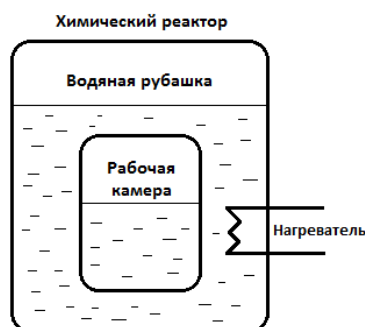 Химический реактор
Водяная рубашка
Рабочая
камера
Нагреватель